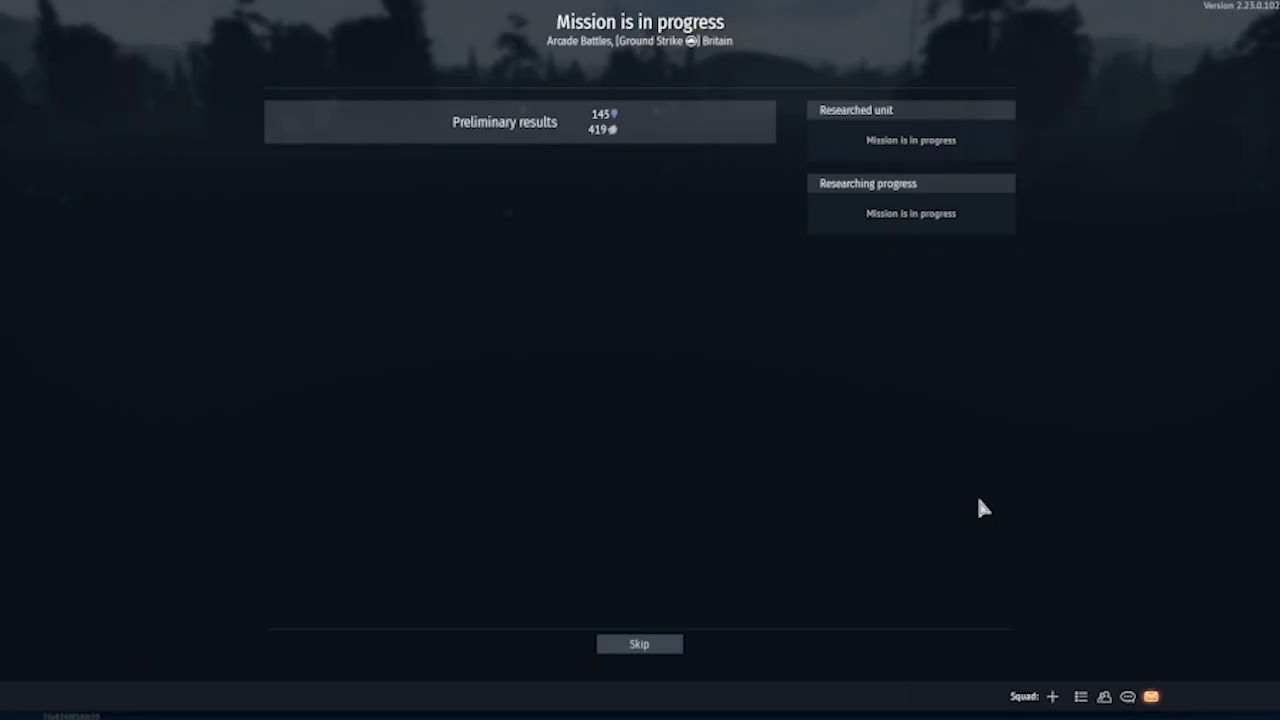 Version 2.23.0.102
Mission is in progress
Arcade Battles, [Ground Strike] Britain
Preliminary results
145
419
Researched unit
Mission is in progress
Researching progress
Mission is in progress
Skip
Squad: